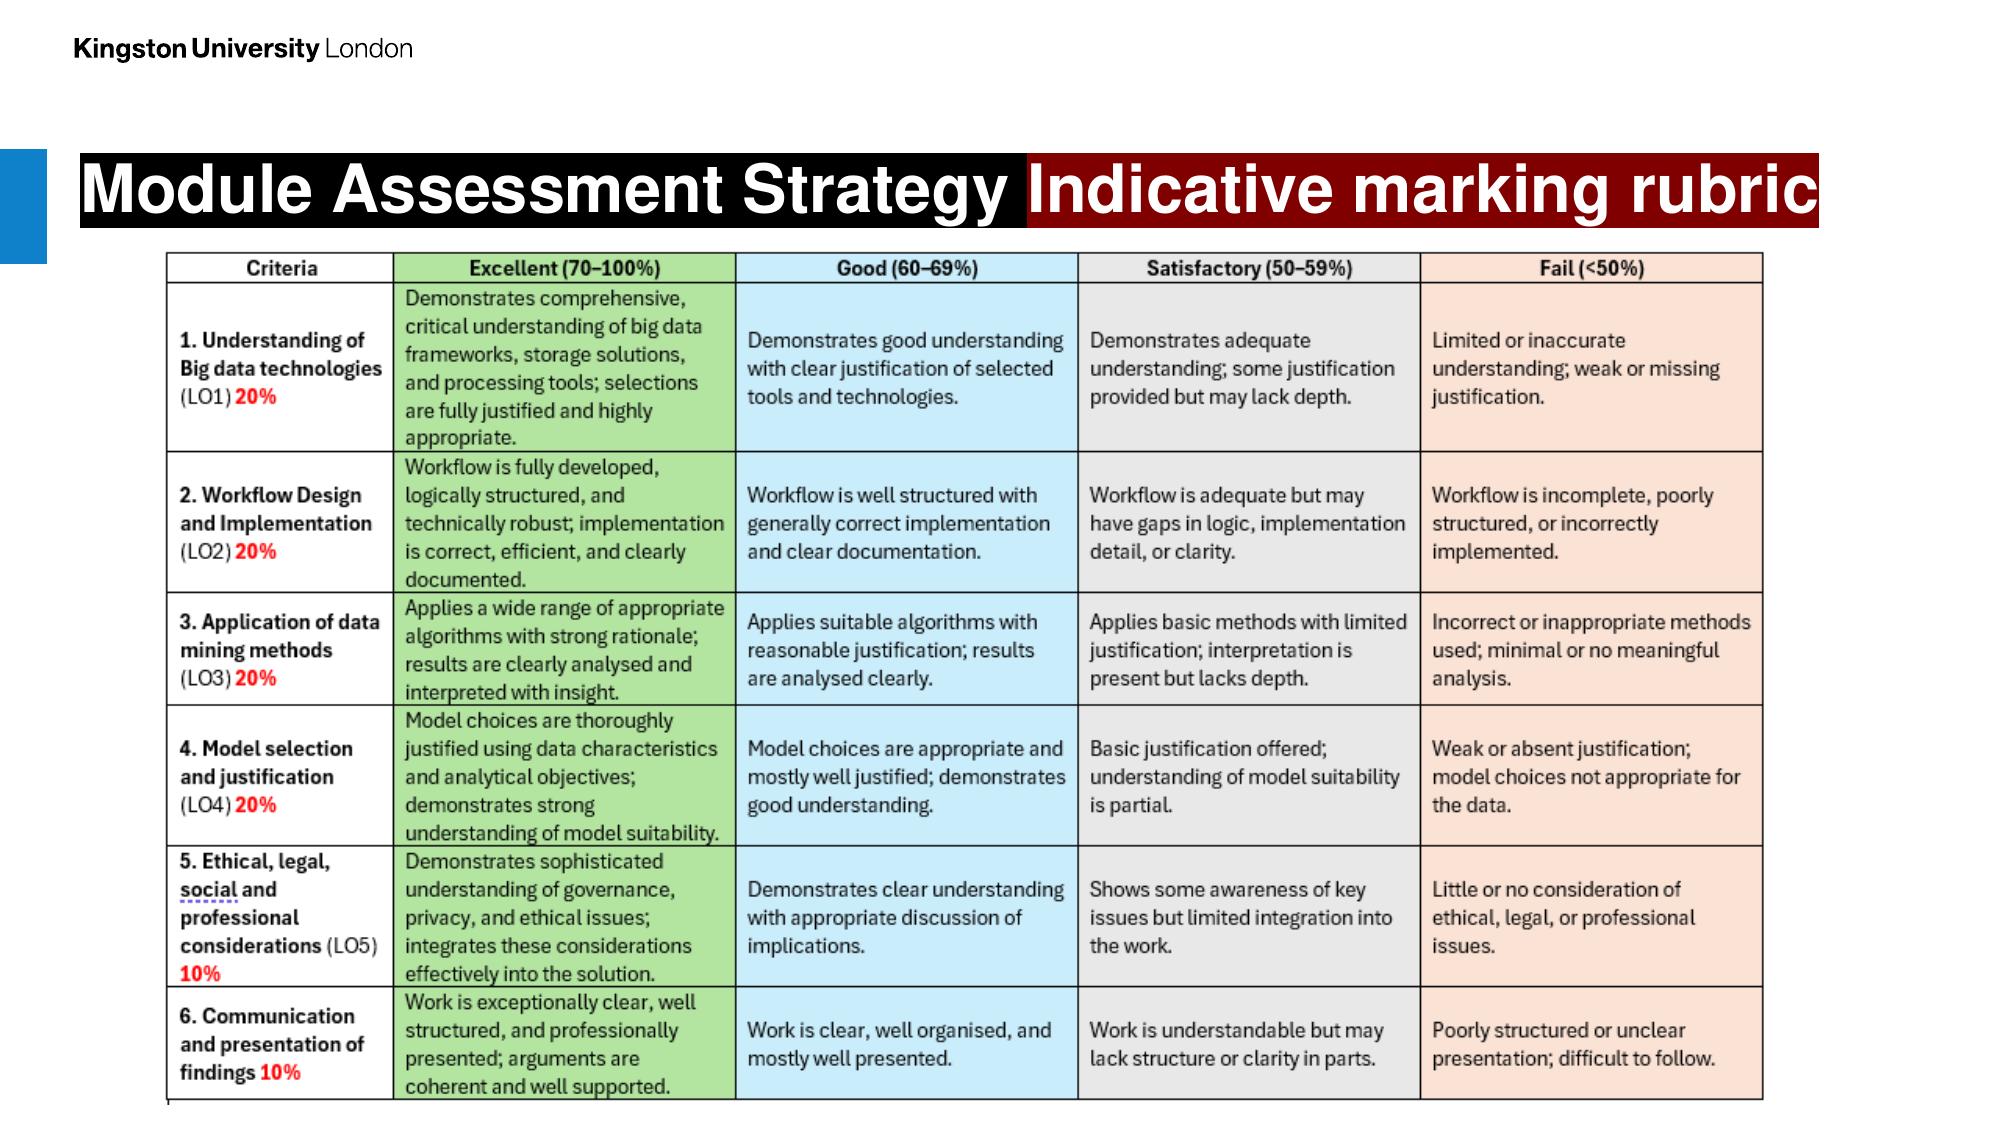 Kingston University London
Module Assessment Strategy Indicative marking rubric
Criteria
Excellent (70–100%)
Good (60–69%)
Satisfactory (50–59%)
Fail (<50%)
1. Understanding of
Big data technologies
(LO1) 20%
Demonstrates comprehensive,
critical understanding of big data
frameworks, storage solutions,
and processing tools; selections
are fully justified and highly
appropriate.
Demonstrates good understanding
with clear justification of selected
tools and technologies.
Demonstrates adequate
understanding; some justification
provided but may lack depth.
Limited or inaccurate
understanding; weak or missing
justification.
2. Workflow Design
and Implementation
(LO2) 20%
Workflow is fully developed,
logically structured, and
technically robust; implementation
is correct, efficient, and clearly
documented.
Workflow is well structured with
generally correct implementation
and clear documentation.
Workflow is adequate but may
have gaps in logic, implementation
detail, or clarity.
Workflow is incomplete, poorly
structured, or incorrectly
implemented.
3. Application of data
mining methods
(LO3) 20%
Applies a wide range of appropriate
algorithms with strong rationale;
results are clearly analysed and
interpreted with insight.
Applies suitable algorithms with
reasonable justification; results
are analysed clearly.
Applies basic methods with limited
justification; interpretation is
present but lacks depth.
Incorrect or inappropriate methods
used; minimal or no meaningful
analysis.
4. Model selection
and justification
(LO4) 20%
Model choices are thoroughly
justified using data characteristics
and analytical objectives;
demonstrates strong
understanding of model suitability.
Model choices are appropriate and
mostly well justified; demonstrates
good understanding.
Basic justification offered;
understanding of model suitability
is partial.
Weak or absent justification;
model choices not appropriate for
the data.
5. Ethical, legal,
social and
professional
considerations (LO5)
10%
Demonstrates sophisticated
understanding of governance,
privacy, and ethical issues;
integrates these considerations
effectively into the solution.
Demonstrates clear understanding
with appropriate discussion of
implications.
Shows some awareness of key
issues but limited integration into
the work.
Little or no consideration of
ethical, legal, or professional
issues.
6. Communication
and presentation of
findings 10%
Work is exceptionally clear, well
structured, and professionally
presented; arguments are
coherent and well supported.
Work is clear, well organised, and
mostly well presented.
Work is understandable but may
lack structure or clarity in parts.
Poorly structured or unclear
presentation; difficult to follow.